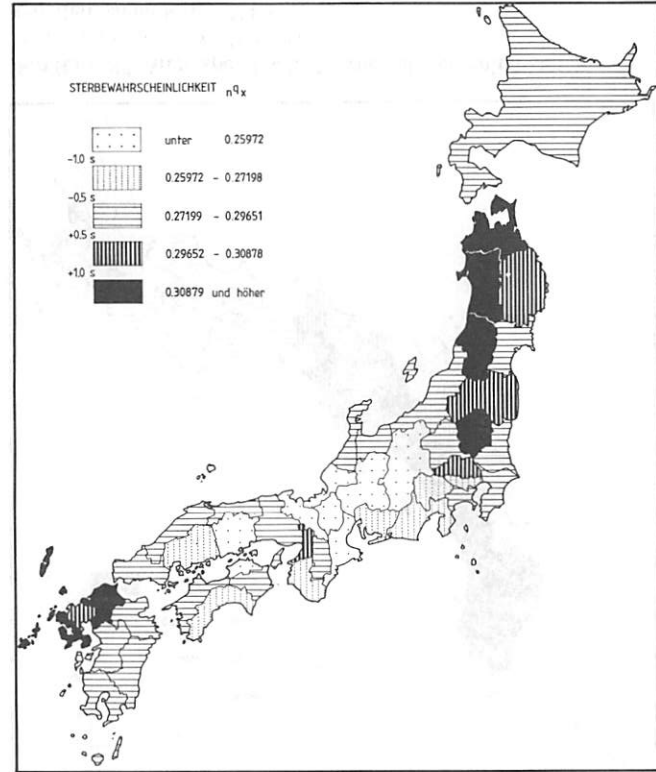 STERBEWAHRSCHEINLICHKEIT nqx
unter 0.25972
-1.0 s
0.25972 - 0.27198
-0.5 s
0.27199 - 0.29651
+0.5 s
0.29652 - 0.30878
+1.0 s
0.30879 und höher